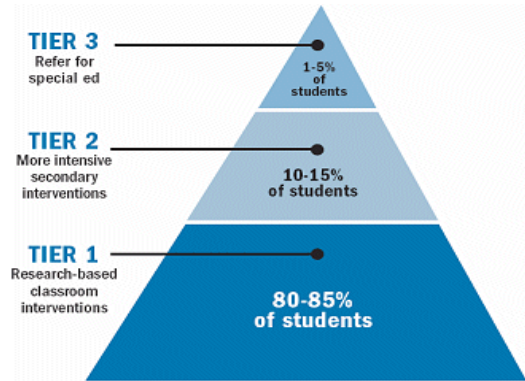 TIER 3
Refer for
special ed
1-5%
of
students
TIER 2
More intensive
secondary
interventions
10-15%
of students
TIER 1
Research-based
classroom
interventions
80-85%
of students